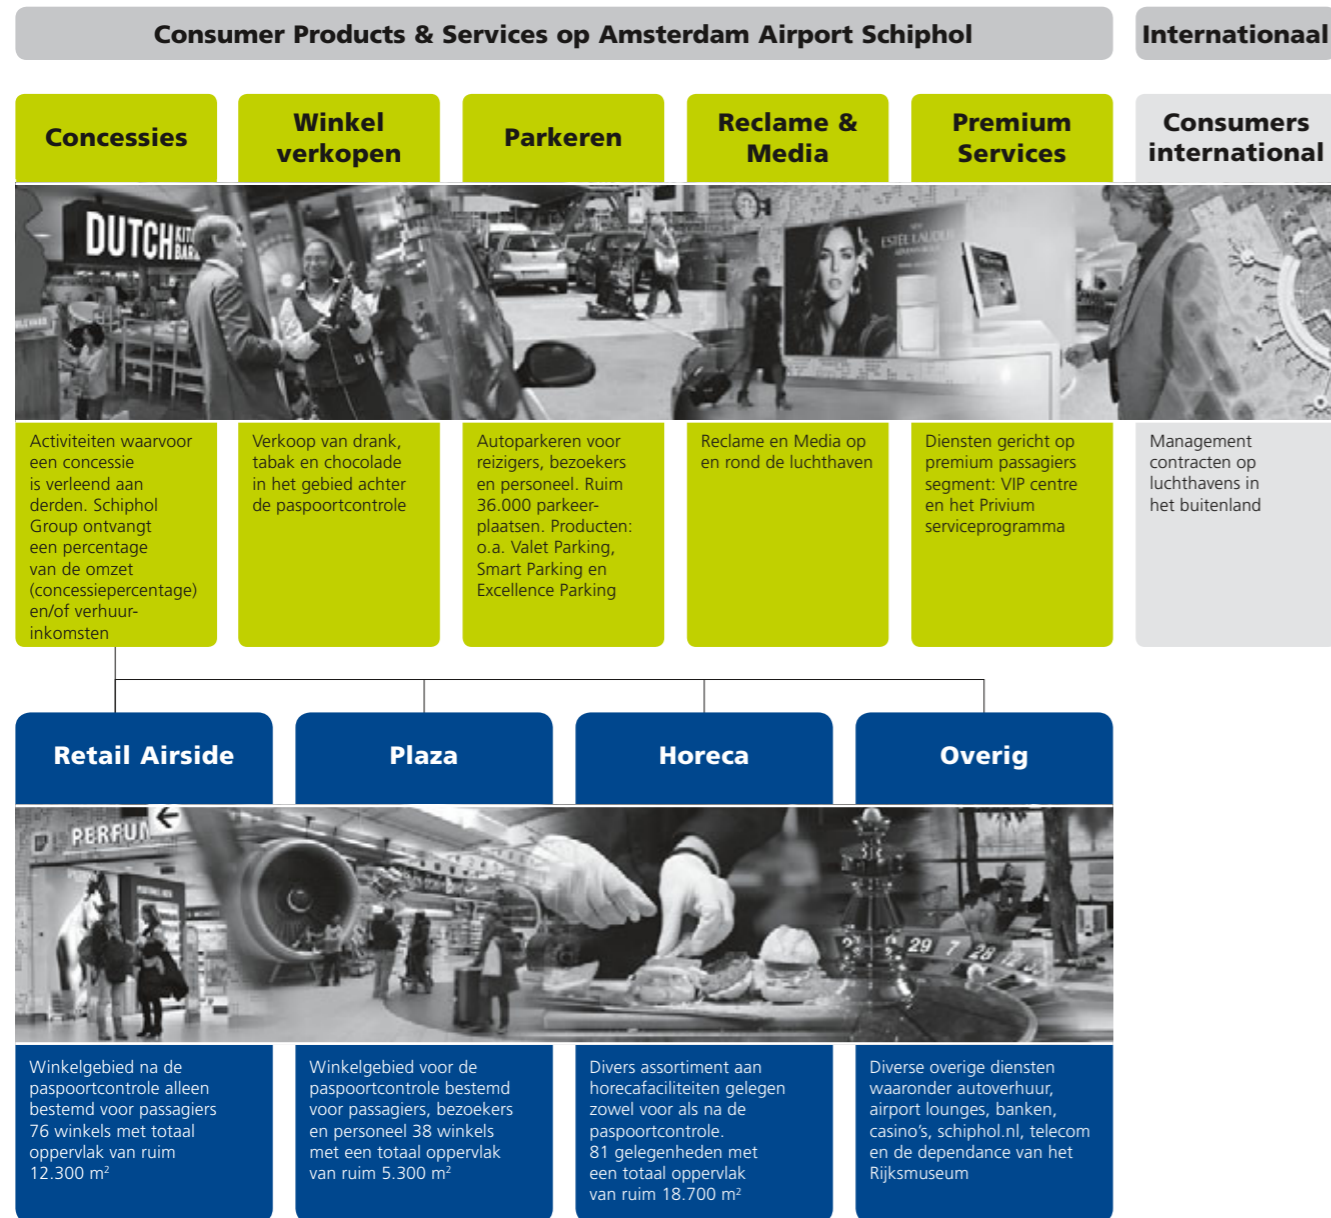 Consumer Products & Services op Amsterdam Airport Schiphol
Internationaal
Concessies
Winkel
verkopen
Parkeren
Reclame &
Media
Premium
Services
Consumers
international
DUTCH
ESTĒE LAUDER
Activiteiten waarvoor
een concessie
is verleend aan
derden. Schiphol
Group ontvangt
een percentage
van de omzet
(concessiepercentage)
en/of verhuur-
inkomsten
Verkoop van drank,
tabak en chocolade
in het gebied achter
de paspoortcontrole
Autoparkeren voor
reizigers, bezoekers
en personeel. Ruim
36.000 parkeer-
plaatsen. Producten:
o.a. Valet Parking,
Smart Parking en
Excellence Parking
Reclame en Media op
en rond de luchthaven
Diensten gericht op
premium passagiers
segment: VIP centre
en het Privium
serviceprogramma
Management
contracten op
luchthavens in
het buitenland
Retail Airside
Plaza
Horeca
Overig
PERFUM
29 7 28
Winkelgebied na de
paspoortcontrole alleen
bestemd voor passagiers
76 winkels met totaal
oppervlak van ruim
12.300 m²
Winkelgebied voor de
paspoortcontrole bestemd
voor passagiers, bezoekers
en personeel 38 winkels
met een totaal oppervlak
van ruim 5.300 m²
Divers assortiment aan
horecafaciliteiten gelegen
zowel voor als na de
paspoortcontrole.
81 gelegenheden met
een totaal oppervlak
van ruim 18.700 m²
Diverse overige diensten
waaronder autoverhuur,
airport lounges, banken,
casino's, schiphol.nl, telecom
en de dependance van het
Rijksmuseum